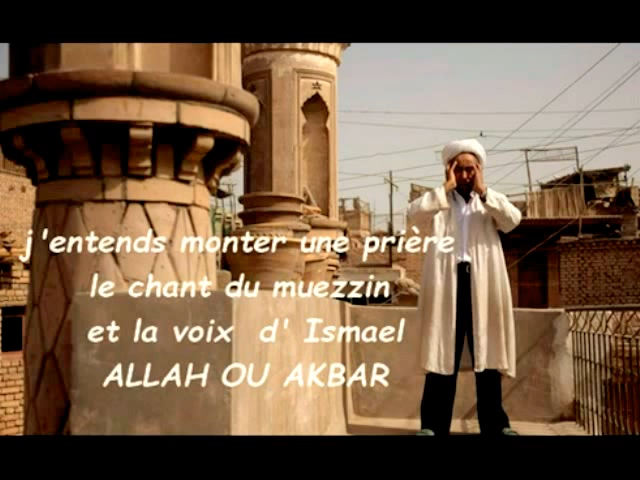 j'entends monter une prière
le chant du muezzin
et la voix d' Ismael
ALLAH OU AKBAR